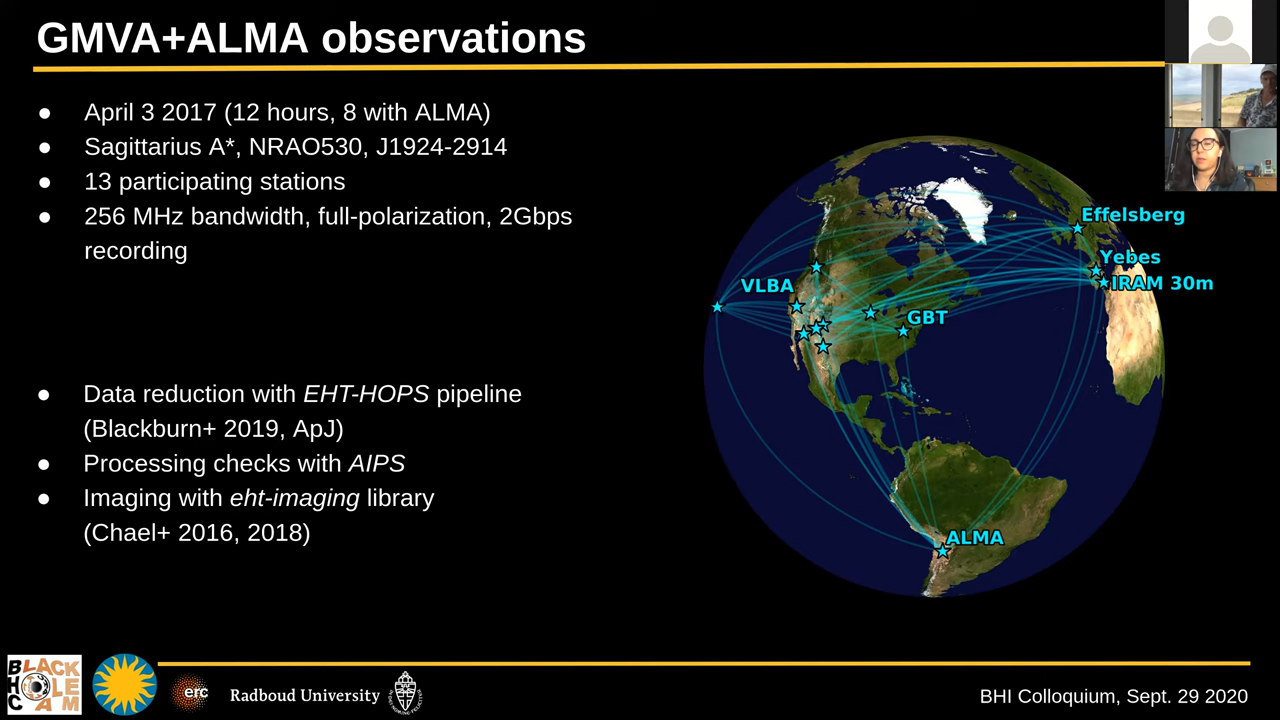 GMVA+ALMA observations
● April 3 2017 (12 hours, 8 with ALMA)
● Sagittarius A*, NRAO530, J1924-2914
● 13 participating stations
● 256 MHz bandwidth, full-polarization, 2Gbps
recording
● Data reduction with EHT-HOPS pipeline
(Blackburn+ 2019, ApJ)
● Processing checks with AIPS
● Imaging with eht-imaging library
(Chael+ 2016, 2018)
Effelsberg
Yebes
IRAM 30m
VLBA
GBT
ALMA
BLACK
HOLE
CAM
erc
Radboud University
BHI Colloquium, Sept. 29 2020